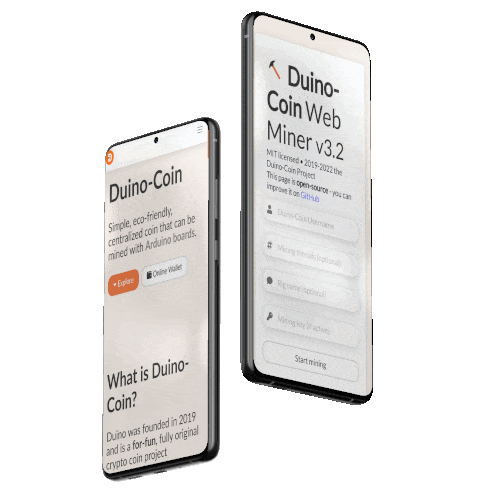 Duino-Coin
Simple, eco-friendly,
centralized coin that can be
mined with Arduino boards.
Explore
Online Wallet
What is Duino-
Coin?
Duino was founded in 2019
and is a for-fun, fully original
crypto coin project
Duino-
Coin Web
Miner v3.2
MIT licensed • 2019-2022 the
Duino-Coin Project
This page is open-source - you can
improve it on GitHub
Duino-Coin Username
Mining threads (optional)
Rig name (optional)
Mining key (if active)
Start mining